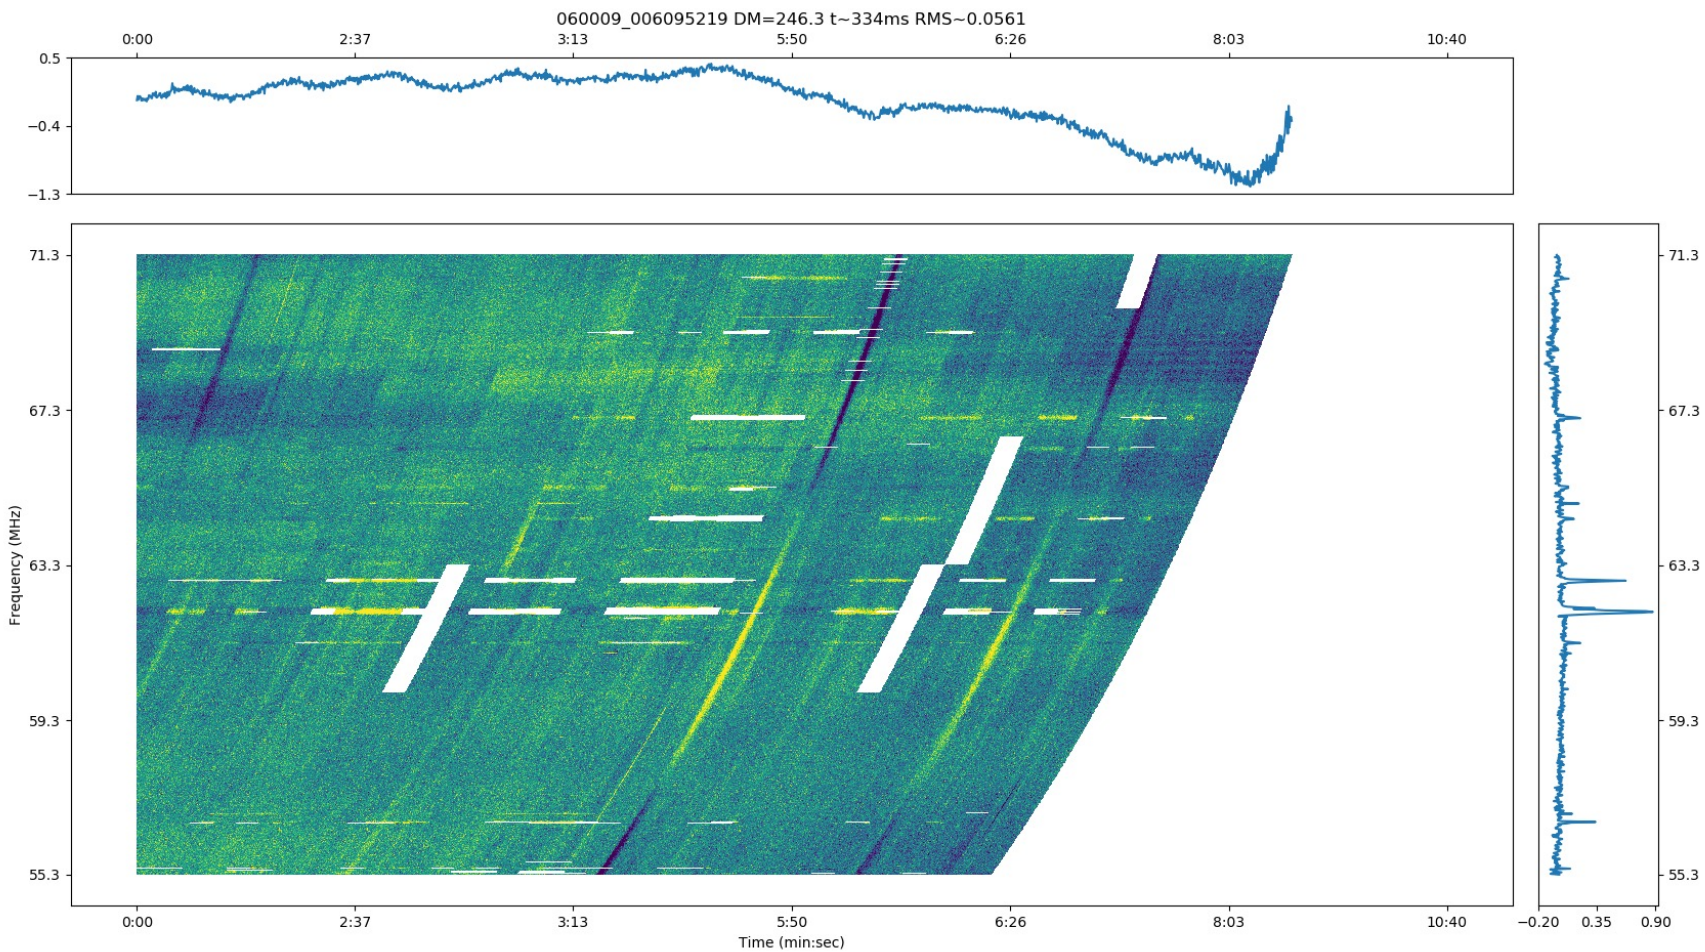 060009_006095219 DM=246.3 t~334ms RMS~0.0561
0:00 2:37 3:13 5:50 6:26 8:03 10:40
0.5
−0.4
−1.3
71.3
67.3
63.3
59.3
55.3
Frequency (MHz)
0:00 2:37 3:13 5:50 6:26 8:03 10:40
Time (min:sec)
71.3
67.3
63.3
59.3
55.3
−0.20 0.35 0.90